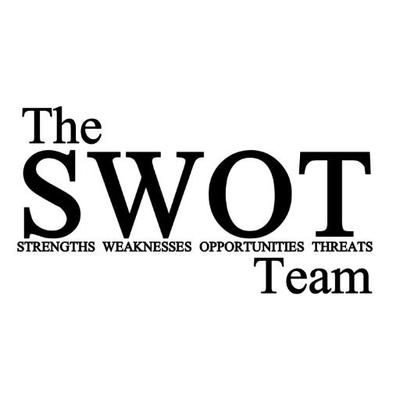 The
SWOT
STRENGTHS WEAKNESSES OPPORTUNITIES THREATS
Team